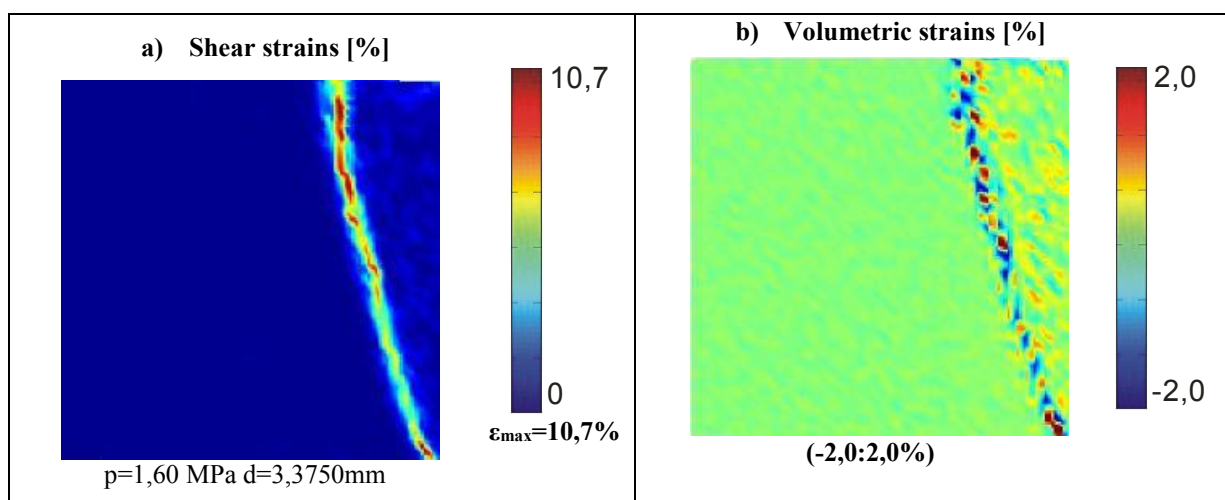 a) Shear strains [%]
10,7
0
εmax=10,7%
p=1,60 MPa d=3,3750mm
b) Volumetric strains [%]
2,0
-2,0
(-2,0:2,0%)